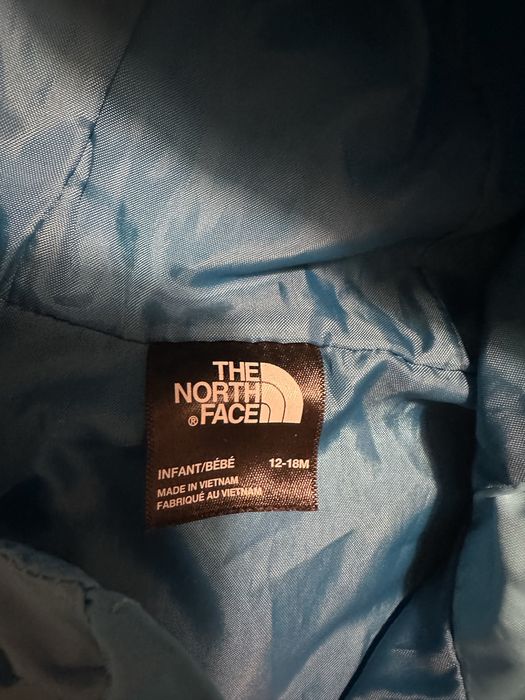 THE
NORTH
® FACE
INFANT/BÉBÉ 12-18M
MADE IN VIETNAM
FABRIQUÉ AU VIETNAM